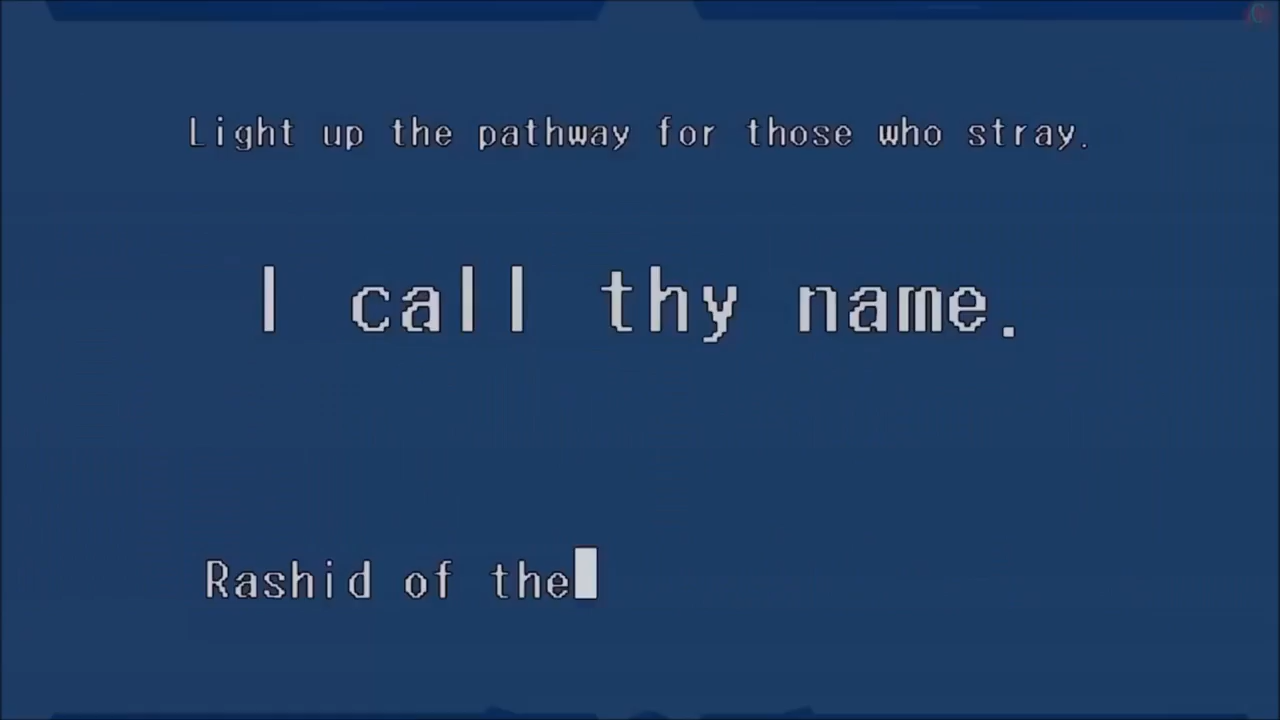 Light up the pathway for those who stray.
I call thy name.
Rashid of the